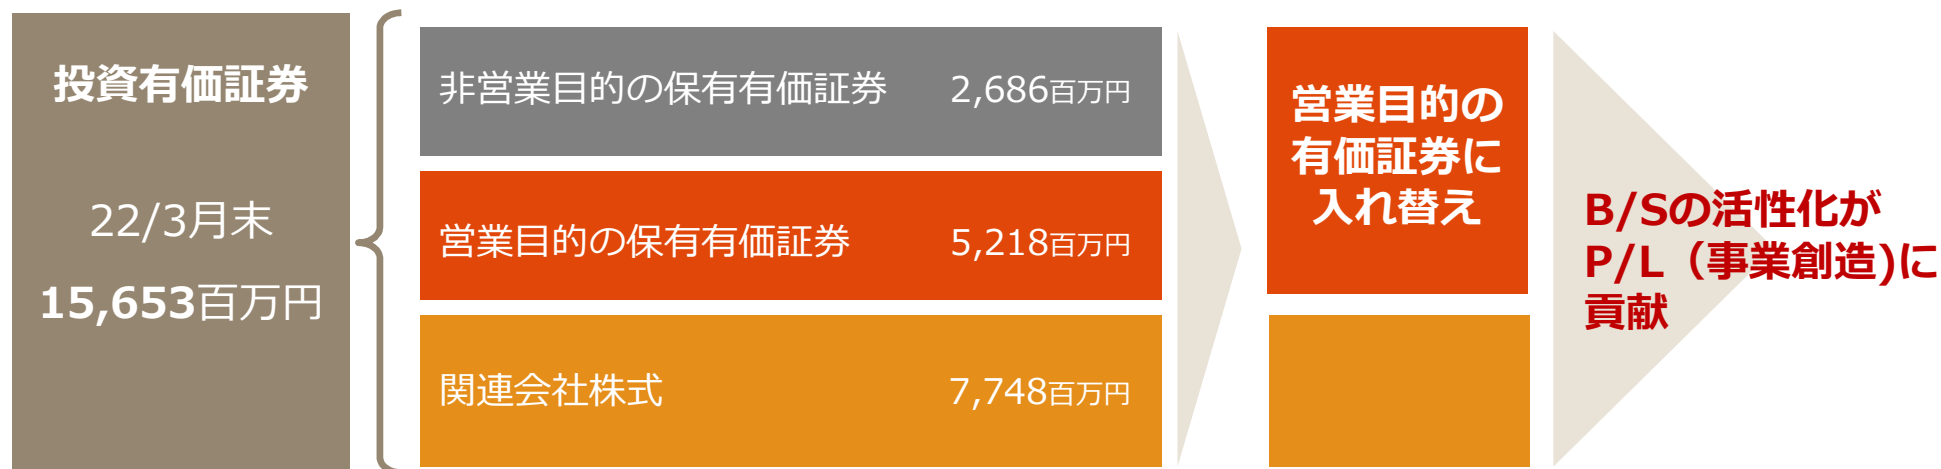 投資有価証券
22/3月末
15,653百万円
非営業目的の保有有価証券 2,686百万円
営業目的の保有有価証券 5,218百万円
関連会社株式 7,748百万円
営業目的の
有価証券に
入れ替え
B/Sの活性化が
P/L（事業創造)に
貢献